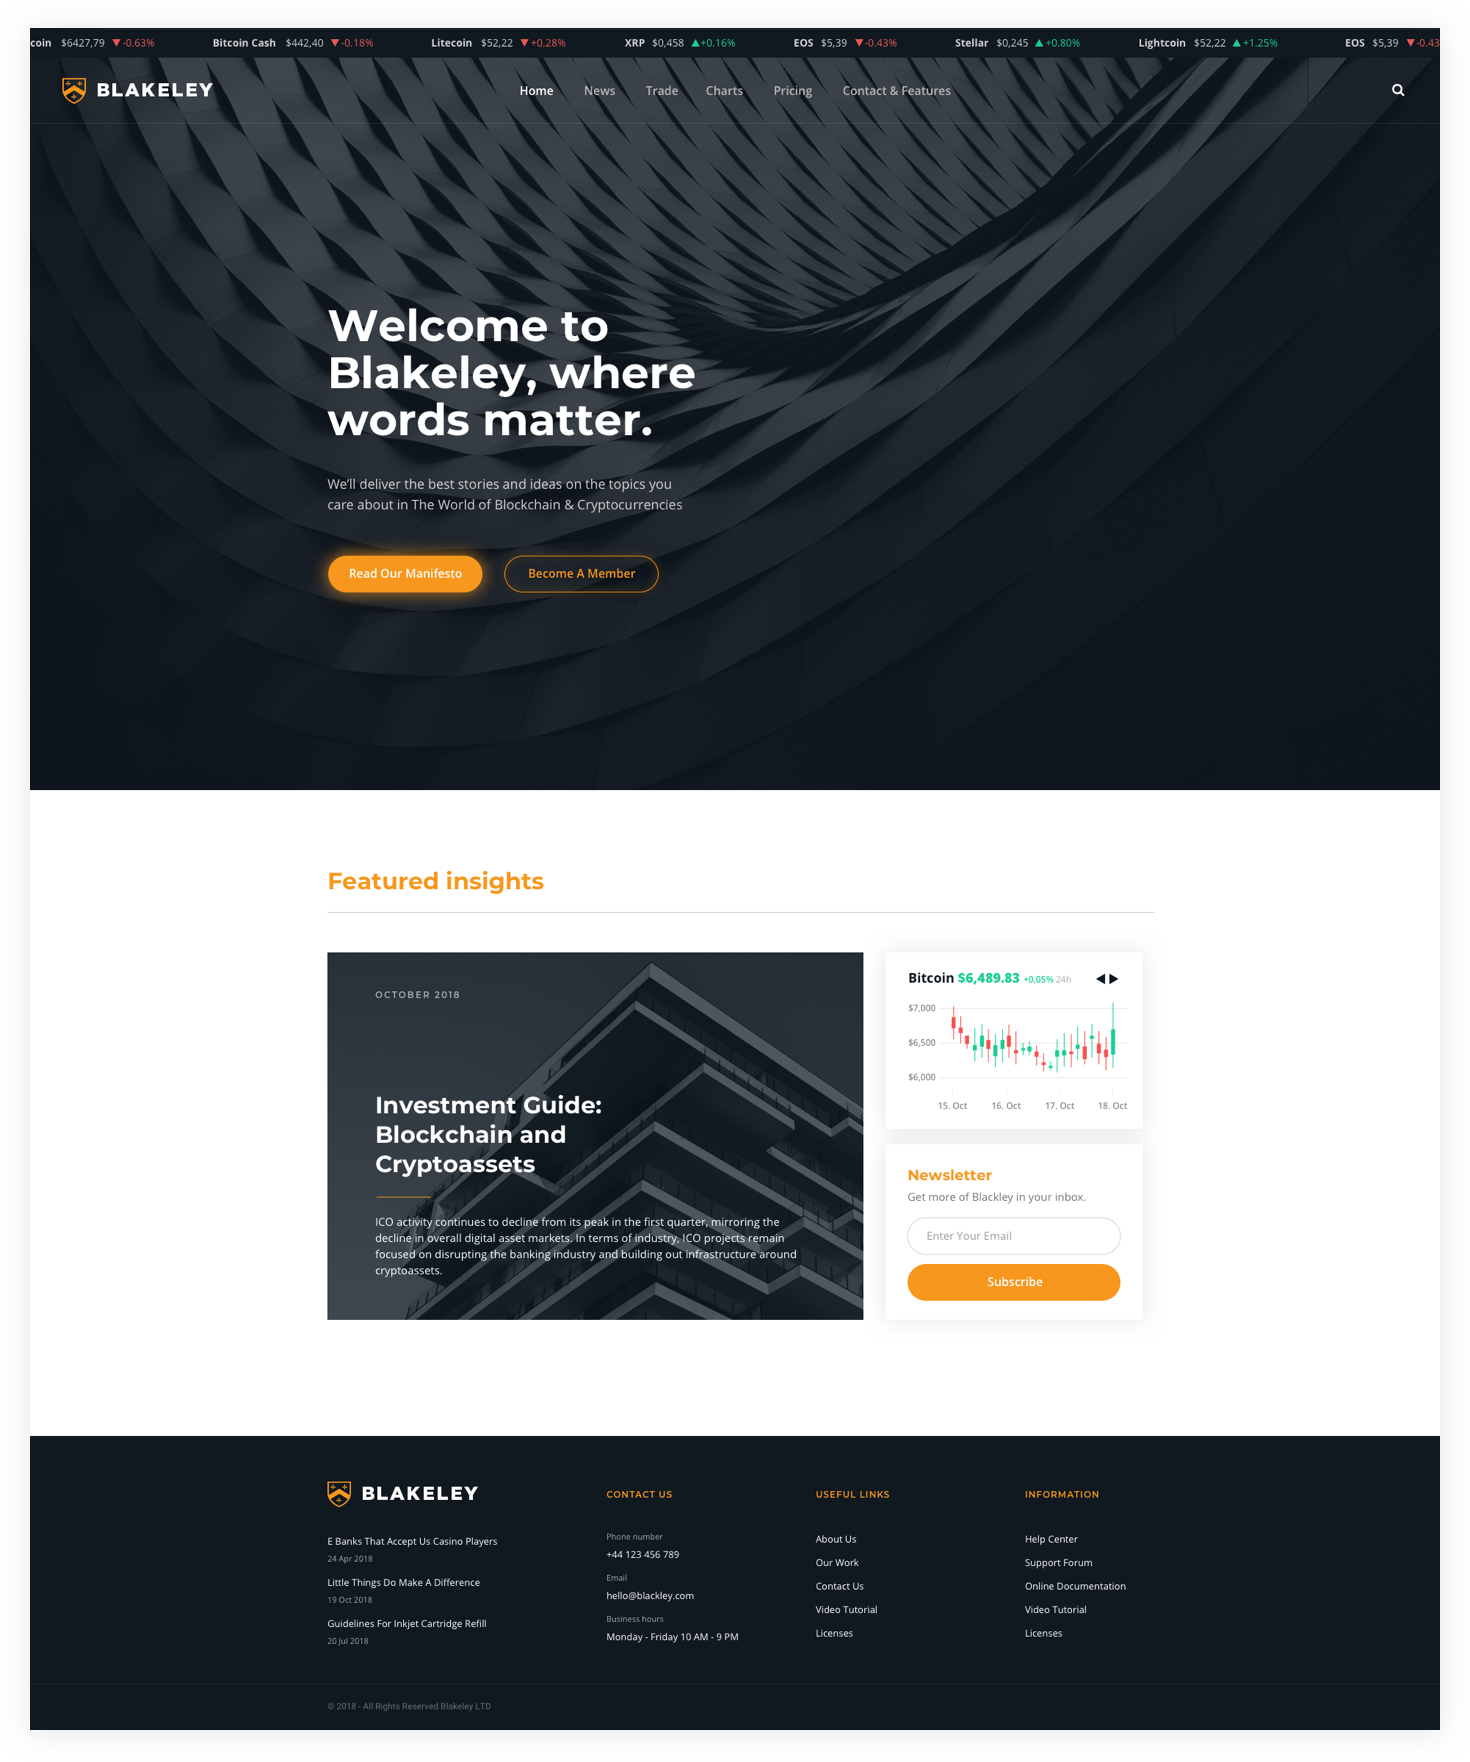 coin $6427,79 ▼-0.63% Bitcoin Cash $442,40 ▼-0.18% Litecoin $52,22 ▼+0.28% XRP $0,458 ▲+0.16% EOS $5,39 ▼-0.43% Stellar $0,245 ▲+0.80% Lightcoin $52,22 ▲+1.25% EOS $5,39 ▼-0.43
BLAKELEY Home News Trade Charts Pricing Contact & Features
Welcome to
Blakeley, where
words matter.
We'll deliver the best stories and ideas on the topics you
care about in The World of Blockchain & Cryptocurrencies
Read Our Manifesto Become A Member
Featured insights
OCTOBER 2018
Investment Guide:
Blockchain and
Cryptoassets
ICO activity continues to decline from its peak in the first quarter, mirroring the
decline in overall digital asset markets. In terms of industry, ICO projects remain
focused on disrupting the banking industry and building out infrastructure around
cryptoassets.
Bitcoin $6,489.83 +0,05% 24h
$7,000
$6,500
$6,000
15. Oct 16. Oct 17. Oct 18. Oct
Newsletter
Get more of Blackley in your inbox.
Enter Your Email
Subscribe
BLAKELEY
E Banks That Accept Us Casino Players
24 Apr 2018
Little Things Do Make A Difference
19 Oct 2018
Guidelines For Inkjet Cartridge Refill
20 Jul 2018
CONTACT US
Phone number
+44 123 456 789
Email
hello@blackley.com
Business hours
Monday - Friday 10 AM - 9 PM
USEFUL LINKS
About Us
Our Work
Contact Us
Video Tutorial
Licenses
INFORMATION
Help Center
Support Forum
Online Documentation
Video Tutorial
Licenses
© 2018 - All Rights Reserved Blakeley LTD